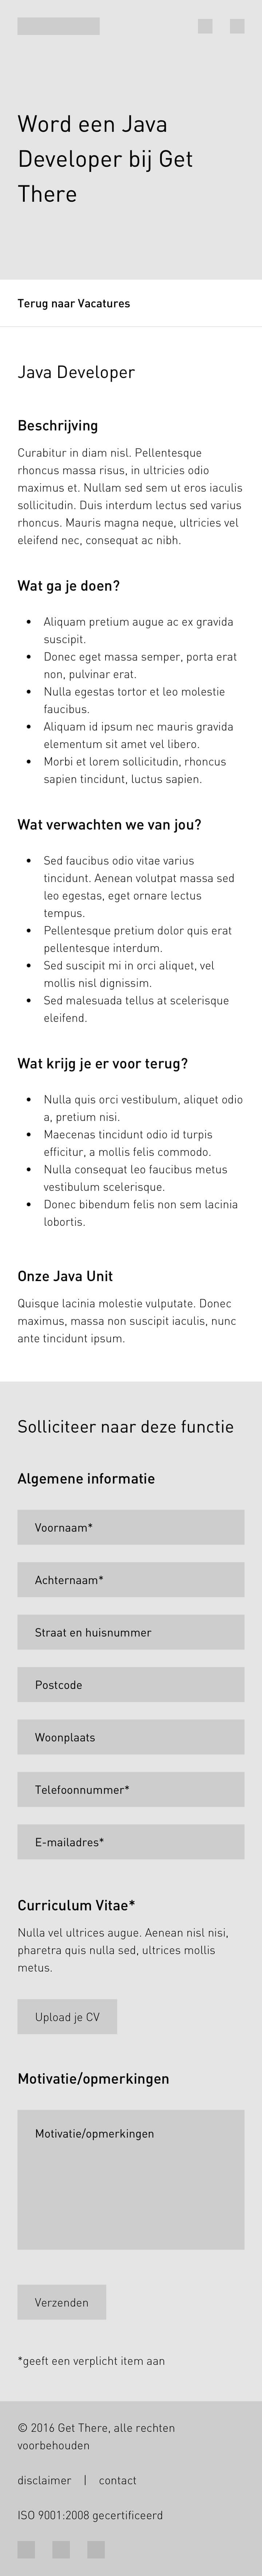 Word een Java
Developer bij Get
There
Terug naar Vacatures
Java Developer
Beschrijving
Curabitur in diam nisl. Pellentesque
rhoncus massa risus, in ultricies odio
maximus et. Nullam sed sem ut eros iaculis
sollicitudin. Duis interdum lectus sed varius
rhoncus. Mauris magna neque, ultricies vel
eleifend nec, consequat ac nibh.
Wat ga je doen?
• Aliquam pretium augue ac ex gravida
suscipit.
• Donec eget massa semper, porta erat
non, pulvinar erat.
• Nulla egestas tortor et leo molestie
faucibus.
• Aliquam id ipsum nec mauris gravida
elementum sit amet vel libero.
• Morbi et lorem sollicitudin, rhoncus
sapien tincidunt, luctus sapien.
Wat verwachten we van jou?
• Sed faucibus odio vitae varius
tincidunt. Aenean volutpat massa sed
leo egestas, eget ornare lectus
tempus.
• Pellentesque pretium dolor quis erat
pellentesque interdum.
• Sed suscipit mi in orci aliquet, vel
mollis nisl dignissim.
• Sed malesuada tellus at scelerisque
eleifend.
Wat krijg je er voor terug?
• Nulla quis orci vestibulum, aliquet odio
a, pretium nisi.
• Maecenas tincidunt odio id turpis
efficitur, a mollis felis commodo.
• Nulla consequat leo faucibus metus
vestibulum scelerisque.
• Donec bibendum felis non sem lacinia
lobortis.
Onze Java Unit
Quisque lacinia molestie vulputate. Donec
maximus, massa non suscipit iaculis, nunc
ante tincidunt ipsum.
Solliciteer naar deze functie
Algemene informatie
Voornaam*
Achternaam*
Straat en huisnummer
Postcode
Woonplaats
Telefoonnummer*
E-mailadres*
Curriculum Vitae*
Nulla vel ultrices augue. Aenean nisl nisi,
pharetra quis nulla sed, ultrices mollis
metus.
Upload je CV
Motivatie/opmerkingen
Motivatie/opmerkingen
Verzenden
*geeft een verplicht item aan
© 2016 Get There, alle rechten
voorbehouden
disclaimer | contact
ISO 9001:2008 gecertificeerd